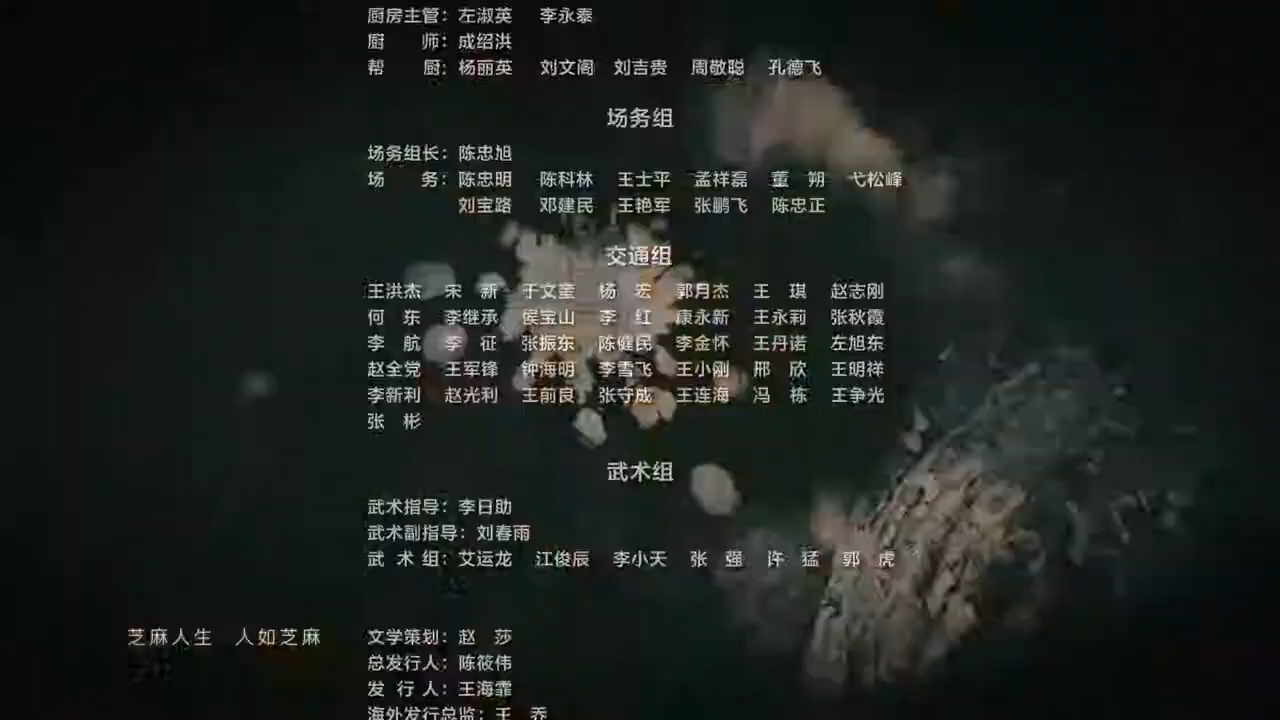 厨房主管：左淑英 李永泰
厨 师：成绍洪
帮 厨：杨丽英 刘文阁 刘吉贵 周敬聪 孔德飞
场务组
场务组长：陈忠旭
场 务：陈忠明 陈科林 王士平 孟祥磊 董 朔 弋松峰
刘宝路 邓建民 王艳军 张鹏飞 陈忠正
交通组
王洪杰 宋 新 于文奎 杨 宏 郭月杰 王 琪 赵志刚
何 东 李继承 侯宝山 李 红 康永新 王永莉 张秋霞
李 航 李 征 张振东 陈健民 李金怀 王丹诺 左旭东
赵全党 王军锋 钟海明 李雪飞 王小刚 邢 欣 王明祥
李新利 赵光利 王前良 张守成 王连海 冯 栋 王争光
张 彬
武术组
武术指导：李日助
武术副指导：刘春雨
武 术 组：艾运龙 江俊辰 李小天 张 强 许 猛 郭 虎
芝麻人生 人如芝麻
文学策划：赵 莎
总发行人：陈筱伟
发 行 人：王海霏
海外发行总监：王 乔